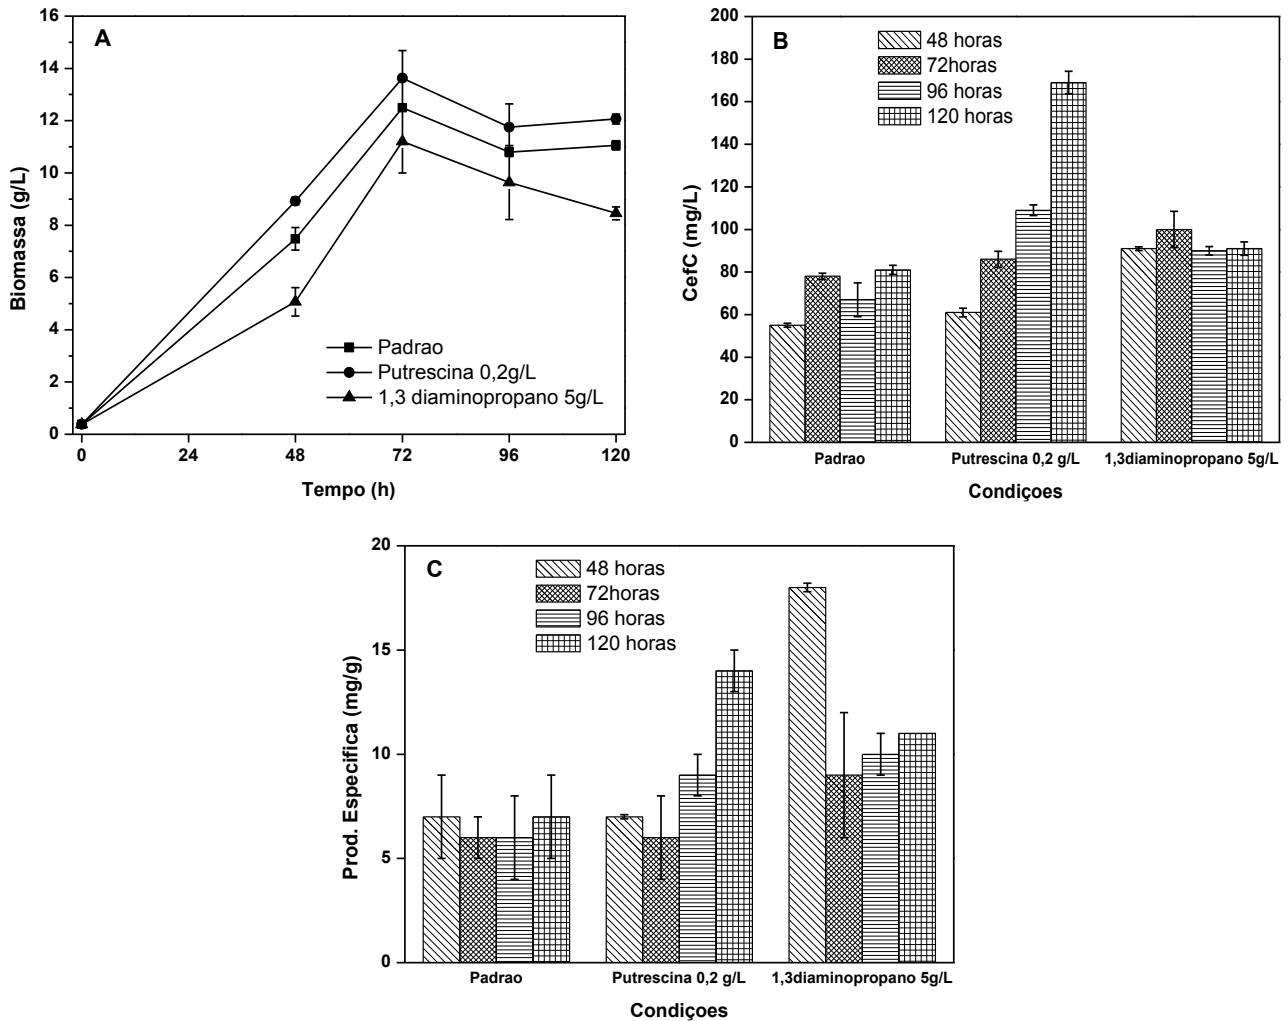 A
Biomassa (g/L)
16
14
12
10
8
6
4
2
0
0 24 48 72 96 120
Tempo (h)
Padrao
Putrescina 0,2g/L
1,3 diaminopropano 5g/L
B
CefC (mg/L)
200
180
160
140
120
100
80
60
40
20
0
48 horas
72horas
96 horas
120 horas
Padrao Putrescina 0,2 g/L 1,3diaminopropano 5g/L
Condiçoes
C
Prod. Especifica (mg/g)
20
15
10
5
0
48 horas
72horas
96 horas
120 horas
Padrao Putrescina 0,2 g/L 1,3diaminopropano 5g/L
Condiçoes